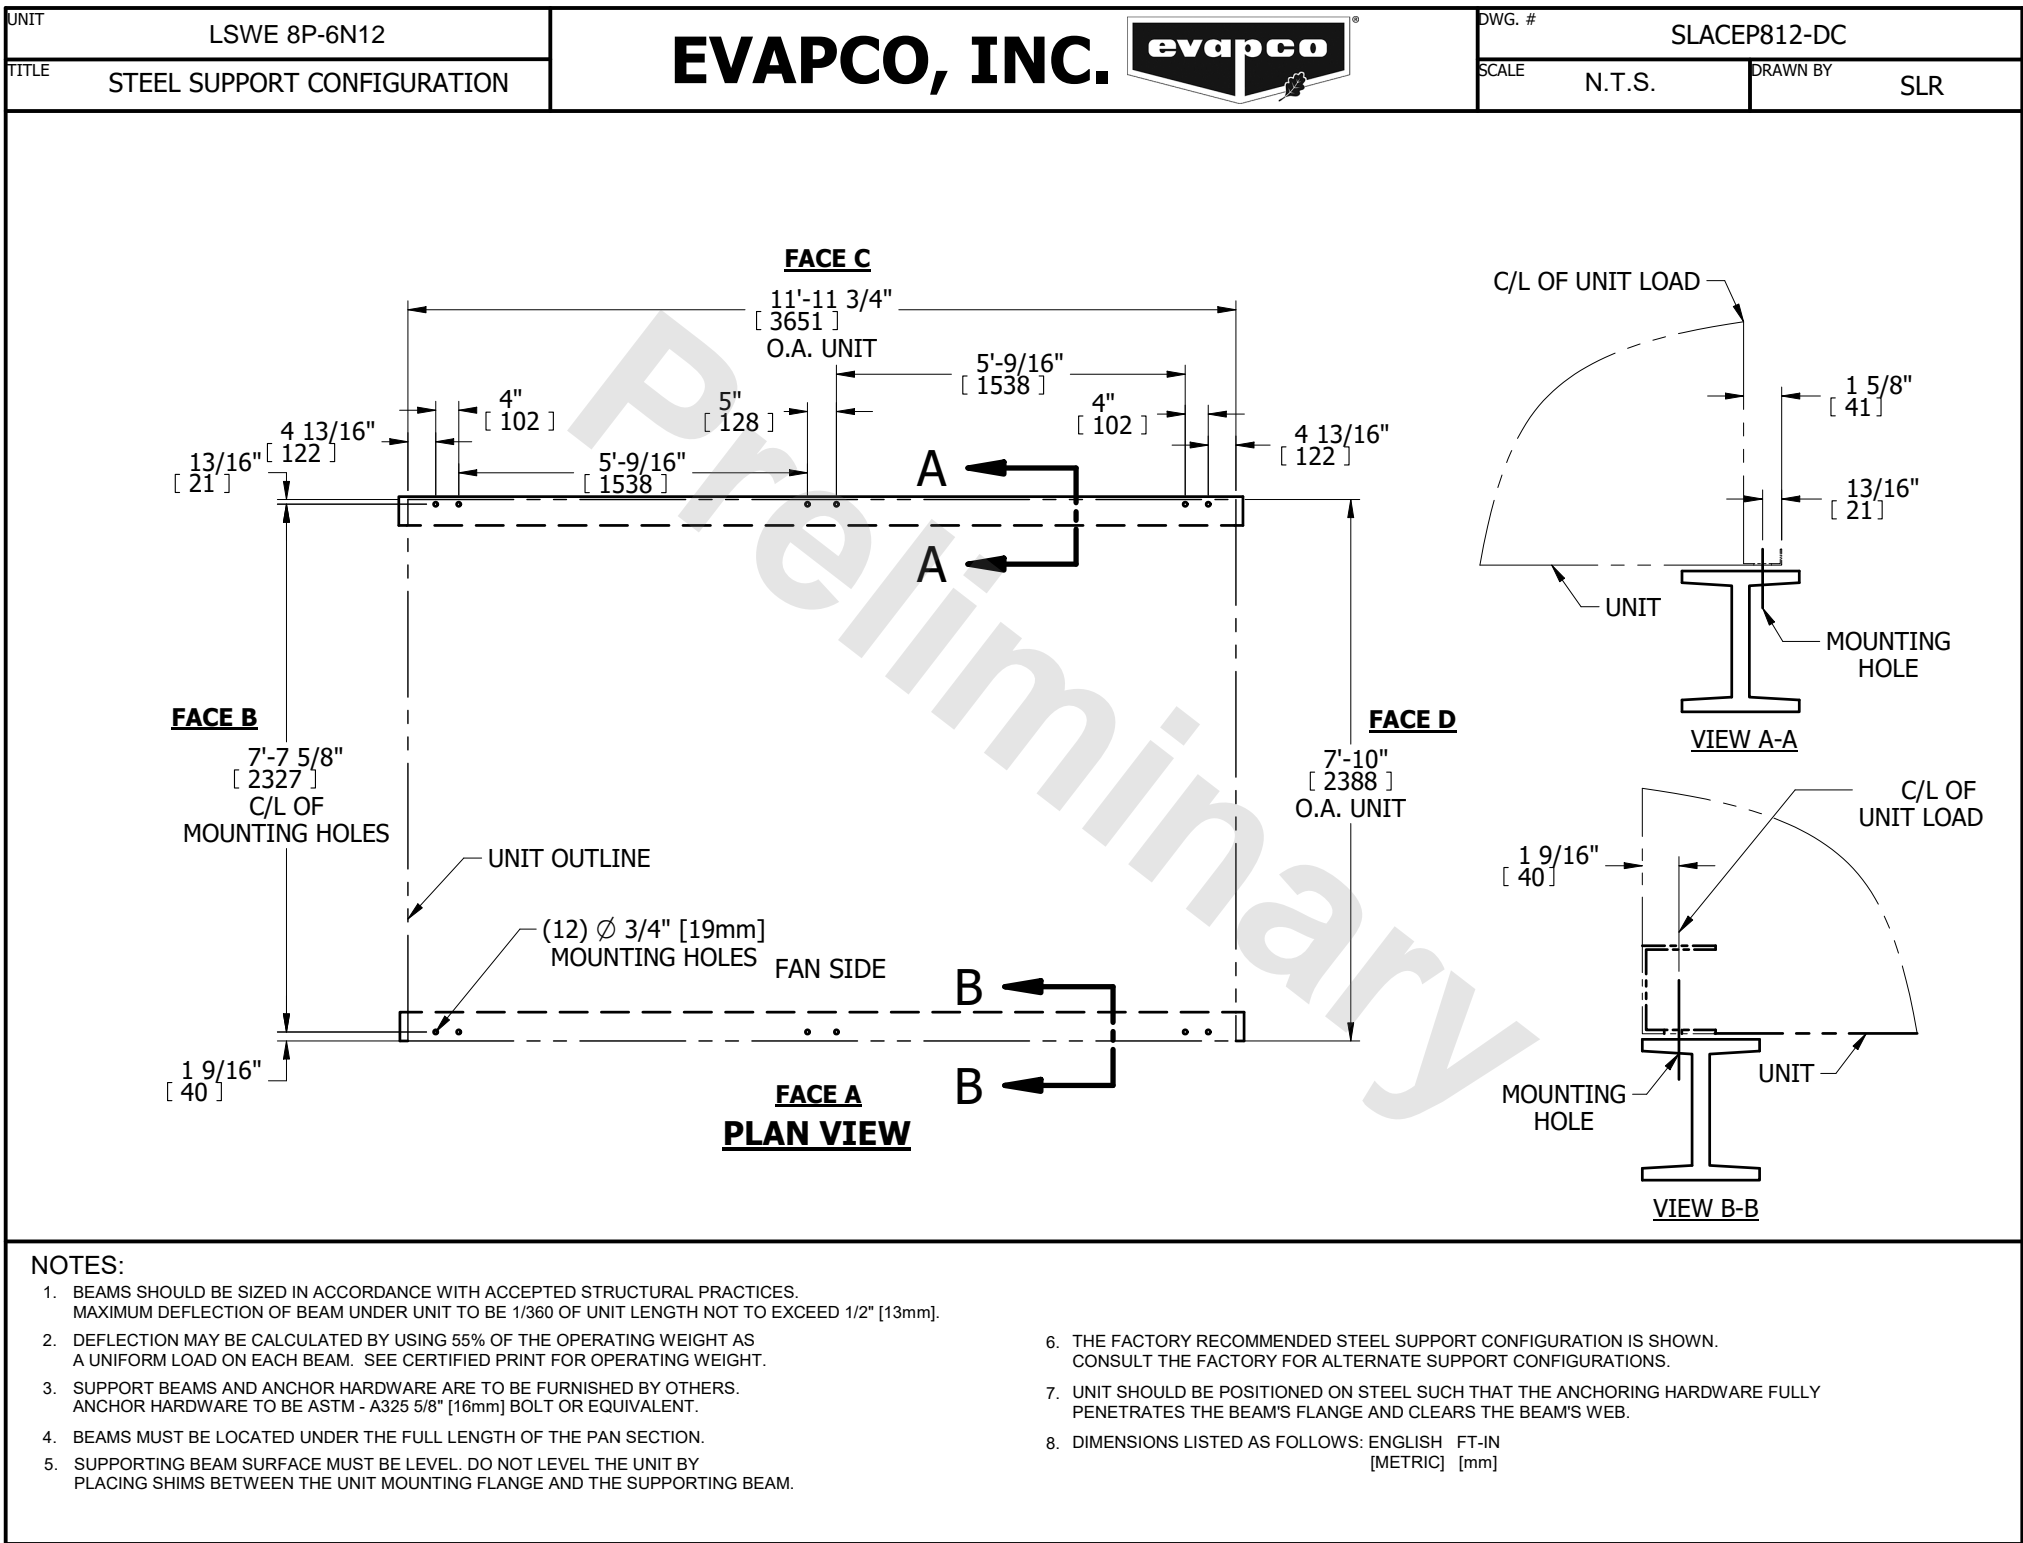 UNIT
LSWE 8P-6N12
TITLE
STEEL SUPPORT CONFIGURATION
EVAPCO, INC.
evapco
®
DWG. #
SLACEP812-DC
SCALE
N.T.S.
DRAWN BY
SLR
FACE C
11'-11 3/4"
[ 3651 ]
O.A. UNIT
5'-9/16"
[ 1538 ]
4"
[ 102 ]
5"
[ 128 ]
4"
[ 102 ]
4 13/16"
[ 122 ]
4 13/16"
[ 122 ]
13/16"
[ 21 ]
5'-9/16"
[ 1538 ]
A
A
FACE B
7'-7 5/8"
[ 2327 ]
C/L OF
MOUNTING HOLES
FACE D
7'-10"
[ 2388 ]
O.A. UNIT
UNIT OUTLINE
(12) Ø 3/4" [19mm]
MOUNTING HOLES
FAN SIDE
B
B
1 9/16"
[ 40 ]
FACE A
PLAN VIEW
Preliminary
C/L OF UNIT LOAD
1 5/8"
[ 41 ]
13/16"
[ 21 ]
UNIT
MOUNTING
HOLE
VIEW A-A
C/L OF
UNIT LOAD
1 9/16"
[ 40 ]
UNIT
MOUNTING
HOLE
VIEW B-B
NOTES:
1. BEAMS SHOULD BE SIZED IN ACCORDANCE WITH ACCEPTED STRUCTURAL PRACTICES.
MAXIMUM DEFLECTION OF BEAM UNDER UNIT TO BE 1/360 OF UNIT LENGTH NOT TO EXCEED 1/2" [13mm].
2. DEFLECTION MAY BE CALCULATED BY USING 55% OF THE OPERATING WEIGHT AS
A UNIFORM LOAD ON EACH BEAM. SEE CERTIFIED PRINT FOR OPERATING WEIGHT.
3. SUPPORT BEAMS AND ANCHOR HARDWARE ARE TO BE FURNISHED BY OTHERS.
ANCHOR HARDWARE TO BE ASTM - A325 5/8" [16mm] BOLT OR EQUIVALENT.
4. BEAMS MUST BE LOCATED UNDER THE FULL LENGTH OF THE PAN SECTION.
5. SUPPORTING BEAM SURFACE MUST BE LEVEL. DO NOT LEVEL THE UNIT BY
PLACING SHIMS BETWEEN THE UNIT MOUNTING FLANGE AND THE SUPPORTING BEAM.
6. THE FACTORY RECOMMENDED STEEL SUPPORT CONFIGURATION IS SHOWN.
CONSULT THE FACTORY FOR ALTERNATE SUPPORT CONFIGURATIONS.
7. UNIT SHOULD BE POSITIONED ON STEEL SUCH THAT THE ANCHORING HARDWARE FULLY
PENETRATES THE BEAM'S FLANGE AND CLEARS THE BEAM'S WEB.
8. DIMENSIONS LISTED AS FOLLOWS: ENGLISH FT-IN
[METRIC] [mm]